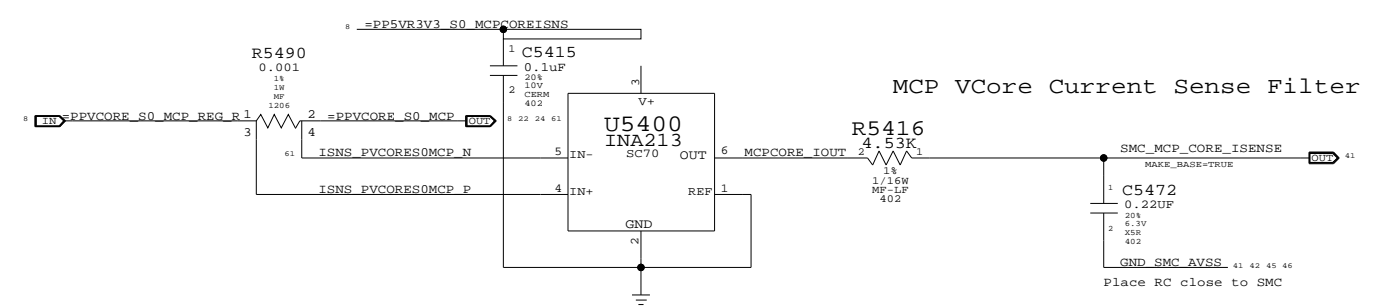 8 =PP5VR3V3_S0_MCPCOREISNS
R5490
0.001
1%
1W
MF
1206
1 C5415
0.1uF
20%
10V
CERM
402
2
3
MCP VCore Current Sense Filter
8 IN =PPVCORE_S0_MCP_REG_R 1
2 =PPVCORE_S0_MCP OUT 8 22 24 61
3
4
V+
U5400
INA213
SC70
61 ISNS_PVCORES0MCP_N 5 IN-
OUT 6 MCPCORE_IOUT
ISNS_PVCORES0MCP_P 4 IN+
REF 1
GND
2
R5416
2 4.53K 1
1%
1/16W
MF-LF
402
SMC_MCP_CORE_ISENSE OUT 41
MAKE_BASE=TRUE
1 C5472
0.22UF
20%
6.3V
X5R
402
2
GND_SMC_AVSS 41 42 45 46
Place RC close to SMC